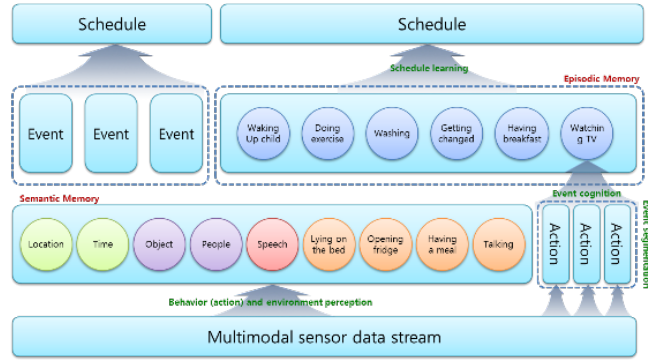 Schedule
Schedule
Schedule learning
Episodic Memory
Event
Event
Event
Waking
Up child
Doing
exercise
Washing
Getting
changed
Having
breakfast
Watchin
g TV
Event cognition
Semantic Memory
Location
Time
Object
People
Speech
Lying on
the bed
Opening
fridge
Having
a meal
Talking
Action
Action
Action
Event segmentation
Behavior (action) and environment perception
Multimodal sensor data stream